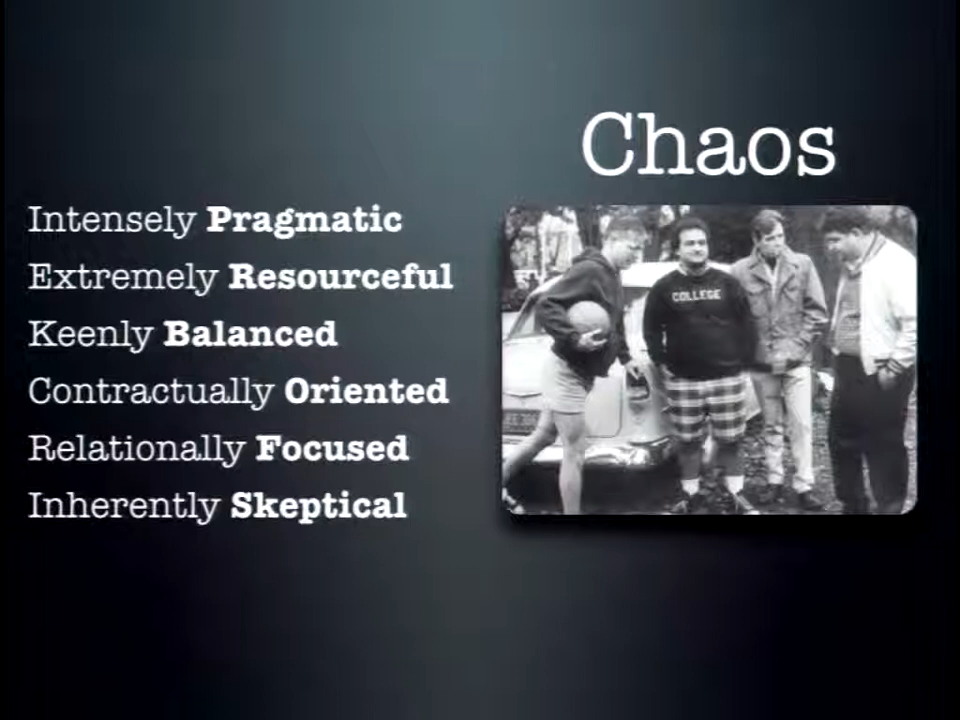 Chaos
Intensely Pragmatic
Extremely Resourceful
Keenly Balanced
Contractually Oriented
Relationally Focused
Inherently Skeptical
COLLEGE